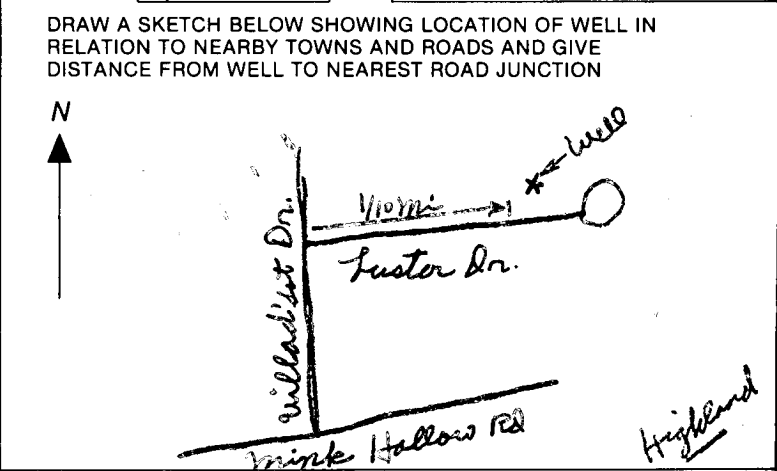 DRAW A SKETCH BELOW SHOWING LOCATION OF WELL IN
RELATION TO NEARBY TOWNS AND ROADS AND GIVE
DISTANCE FROM WELL TO NEAREST ROAD JUNCTION
N
Well
1/10 Mi
Luster Dr.
Dr.
Mink Hollow Rd
Highland